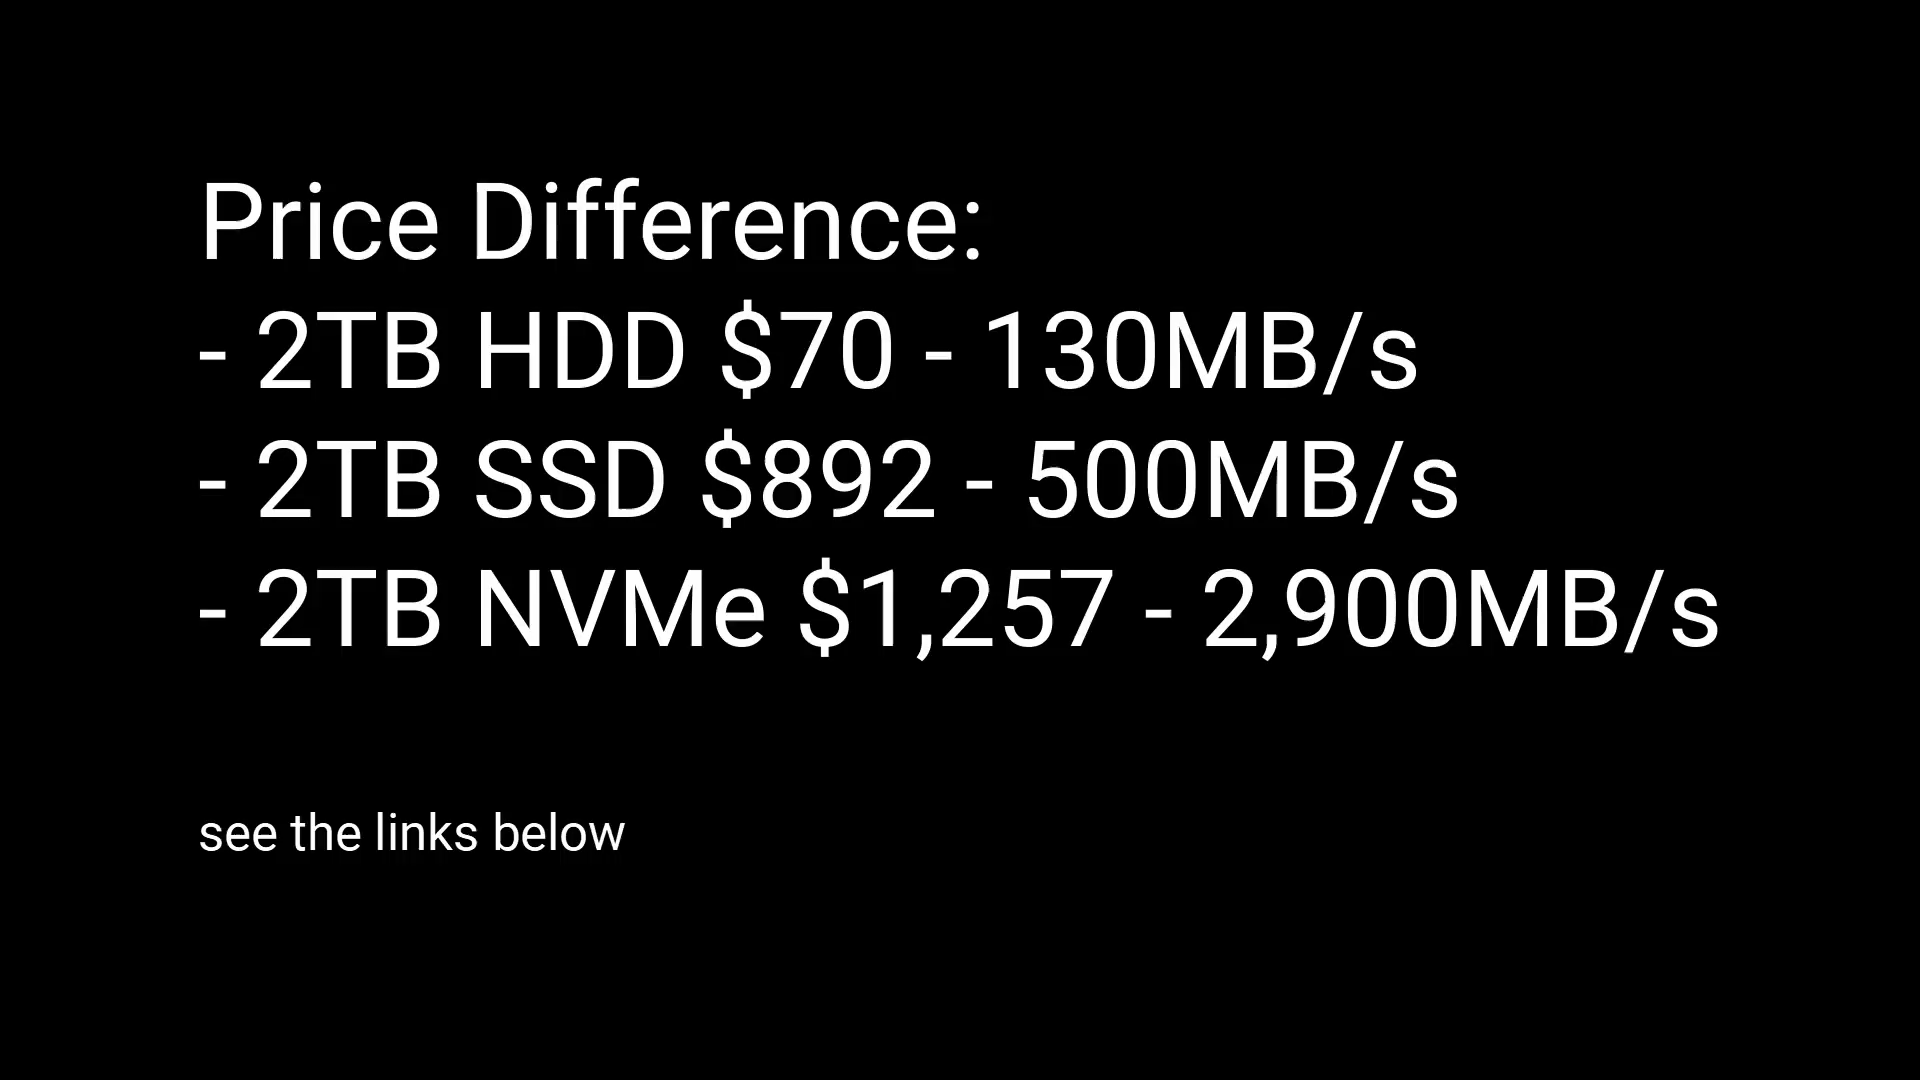 Price Difference:
- 2TB HDD $70 - 130MB/s
- 2TB SSD $892 - 500MB/s
- 2TB NVMe $1,257 - 2,900MB/s
see the links below